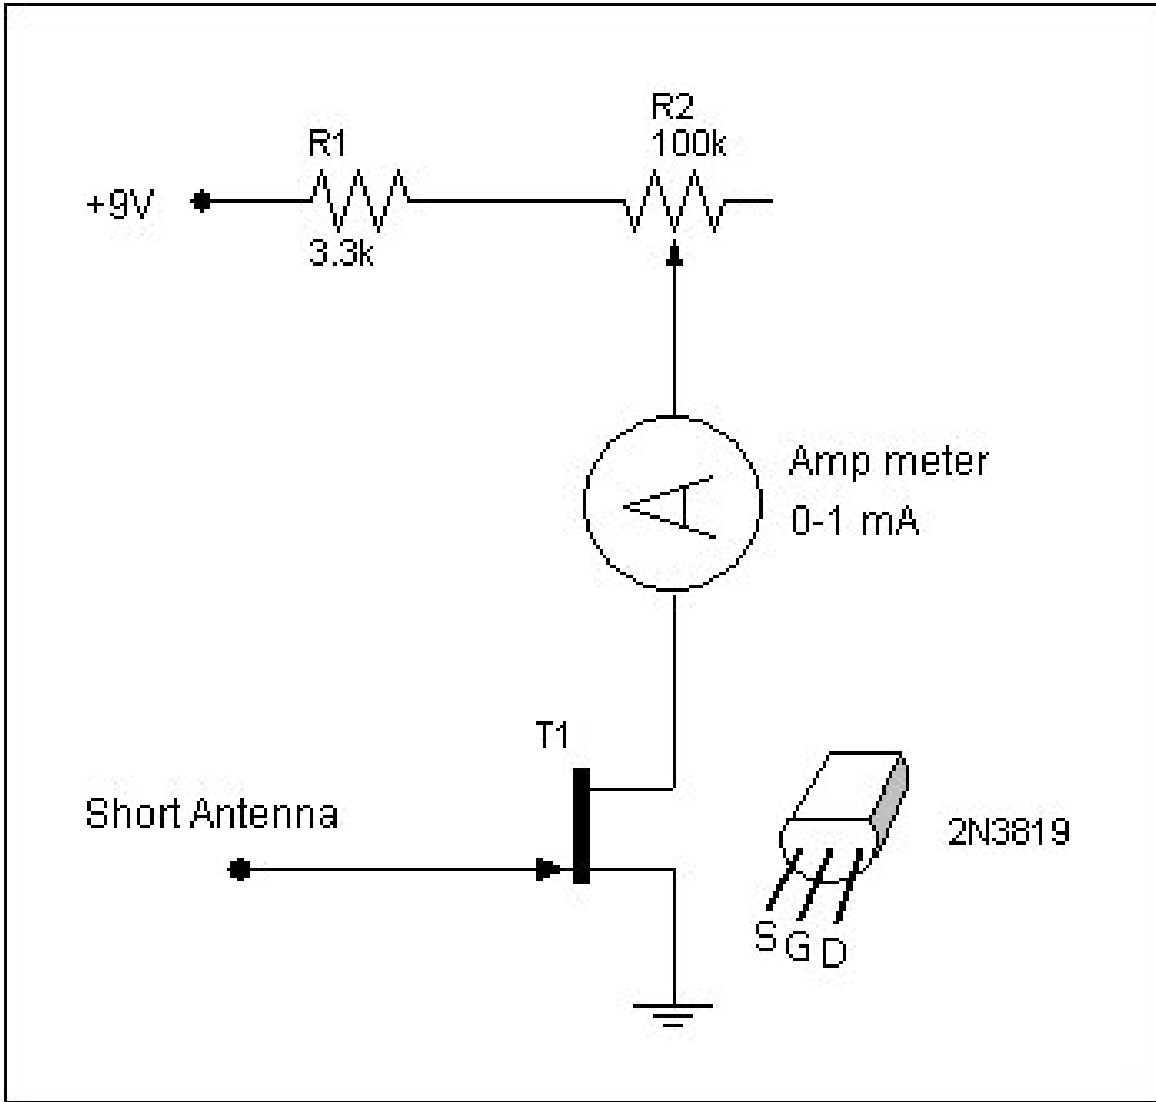 R2
100k
R1
+9V
3.3k
Amp meter
0-1 mA
A
T1
Short Antenna
2N3819
S G D